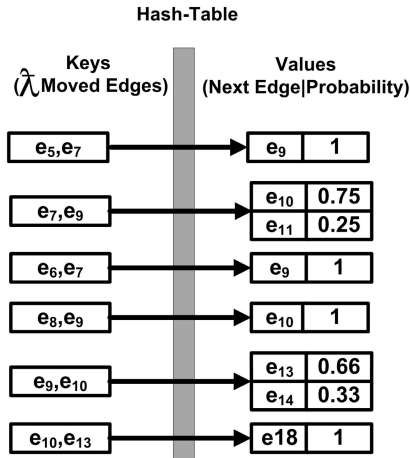 Hash-Table
Keys
(λ̂ Moved Edges)
Values
(Next Edge|Probability)
e₅,e₇ e₉ 1
e₇,e₉ e₁₀ 0.75
e₁₁ 0.25
e₆,e₇ e₉ 1
e₈,e₉ e₁₀ 1
e₉,e₁₀ e₁₃ 0.66
e₁₄ 0.33
e₁₀,e₁₃ e18 1